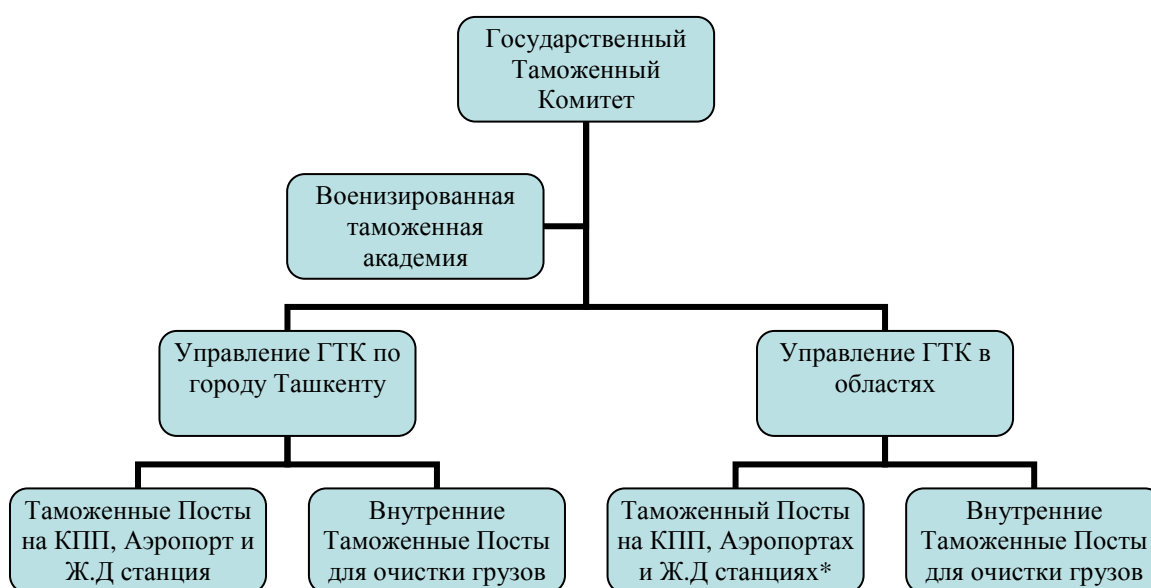 Государственный
Таможенный
Комитет
Военизированная
таможенная
академия
Управление ГТК по
городу Ташкенту
Управление ГТК в
областях
Таможенные Посты
на КПП, Аэропорт и
Ж.Д станция
Внутренние
Таможенные Посты
для очистки грузов
Таможенный Посты
на КПП, Аэропортах
и Ж.Д станциях*
Внутренние
Таможенные Посты
для очистки грузов